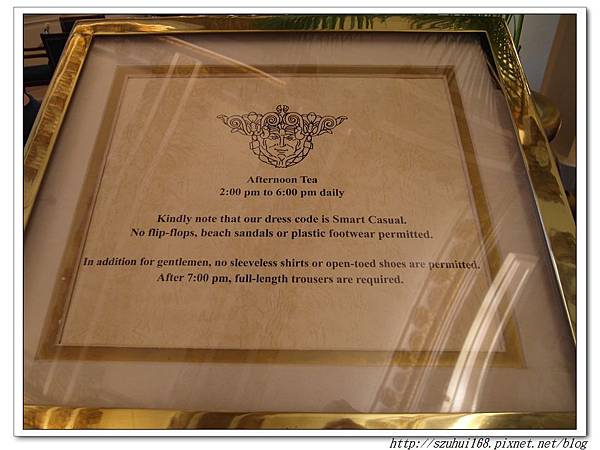 Afternoon Tea
2:00 pm to 6:00 pm daily
Kindly note that our dress code is Smart Casual.
No flip-flops, beach sandals or plastic footwear permitted.
In addition for gentlemen, no sleeveless shirts or open-toed shoes are permitted.
After 7:00 pm, full-length trousers are required.
http://szuhui168.pixnet.net/blog